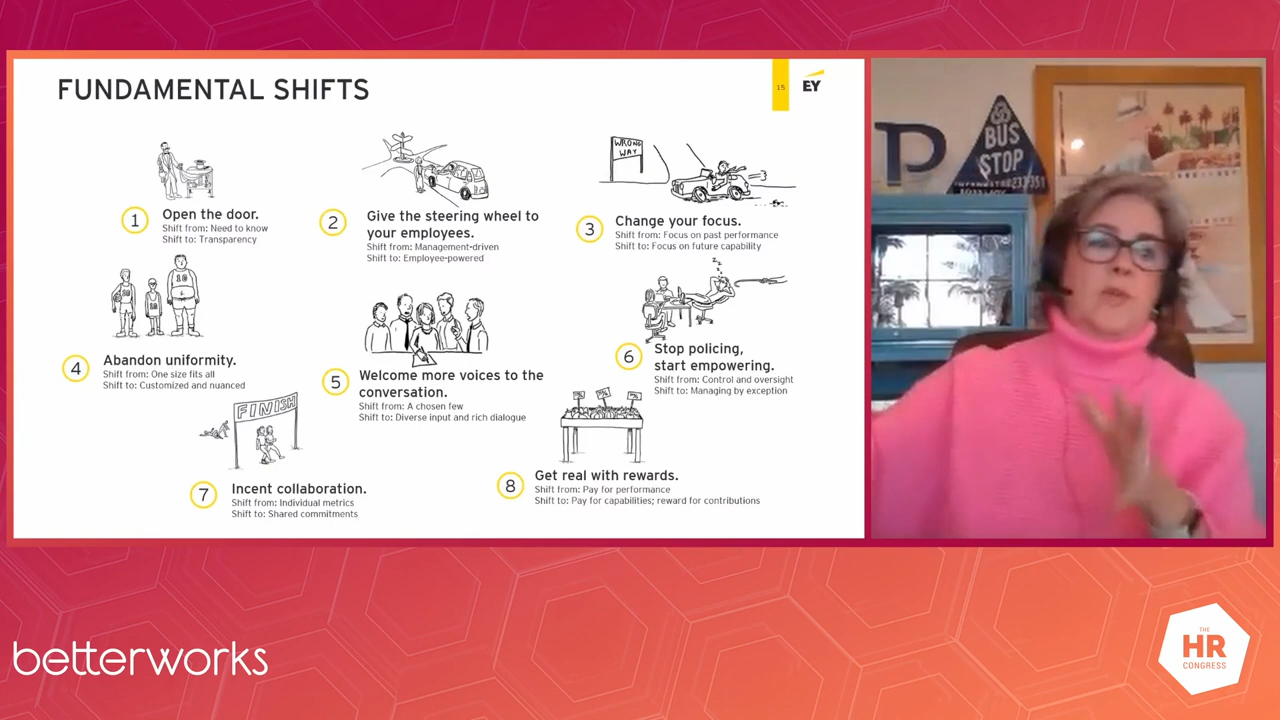 FUNDAMENTAL SHIFTS
15
EY
WRONG
WAY
1
Open the door.
Shift from: Need to know
Shift to: Transparency
2
Give the steering wheel to
your employees.
Shift from: Management-driven
Shift to: Employee-powered
3
Change your focus.
Shift from: Focus on past performance
Shift to: Focus on future capability
4
Abandon uniformity.
Shift from: One size fits all
Shift to: Customized and nuanced
5
Welcome more voices to the
conversation.
Shift from: A chosen few
Shift to: Diverse input and rich dialogue
zzz
6
Stop policing,
start empowering.
Shift from: Control and oversight
Shift to: Managing by exception
FINISH
7
Incent collaboration.
Shift from: Individual metrics
Shift to: Shared commitments
8
Get real with rewards.
Shift from: Pay for performance
Shift to: Pay for capabilities; reward for contributions
P
BUS
STOP
betterworks
THE
HR
CONGRESS